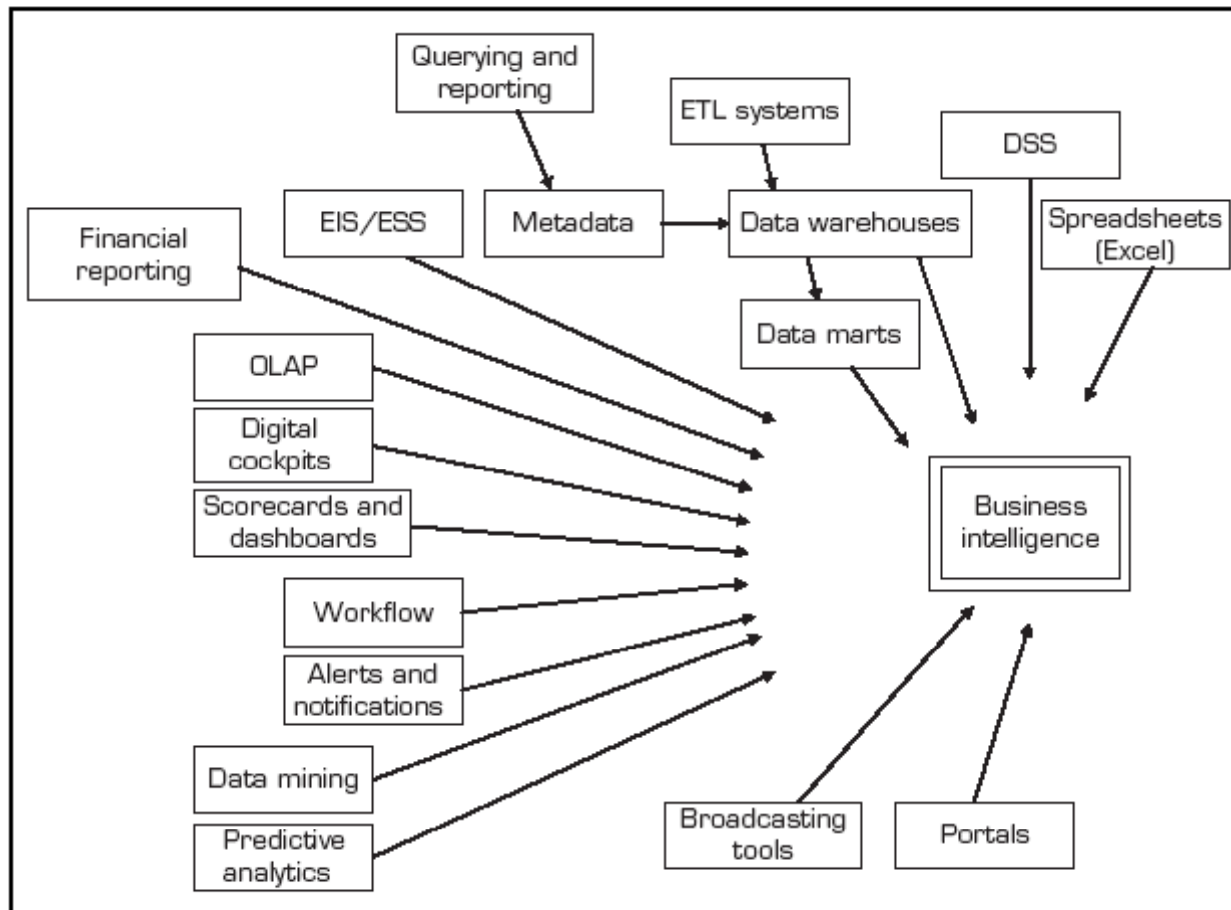 Querying and
reporting
ETL systems
DSS
EIS/ESS
Metadata
Data warehouses
Spreadsheets
(Excel)
Financial
reporting
Data marts
OLAP
Digital
cockpits
Scorecards and
dashboards
Business
intelligence
Workflow
Alerts and
notifications
Data mining
Predictive
analytics
Broadcasting
tools
Portals